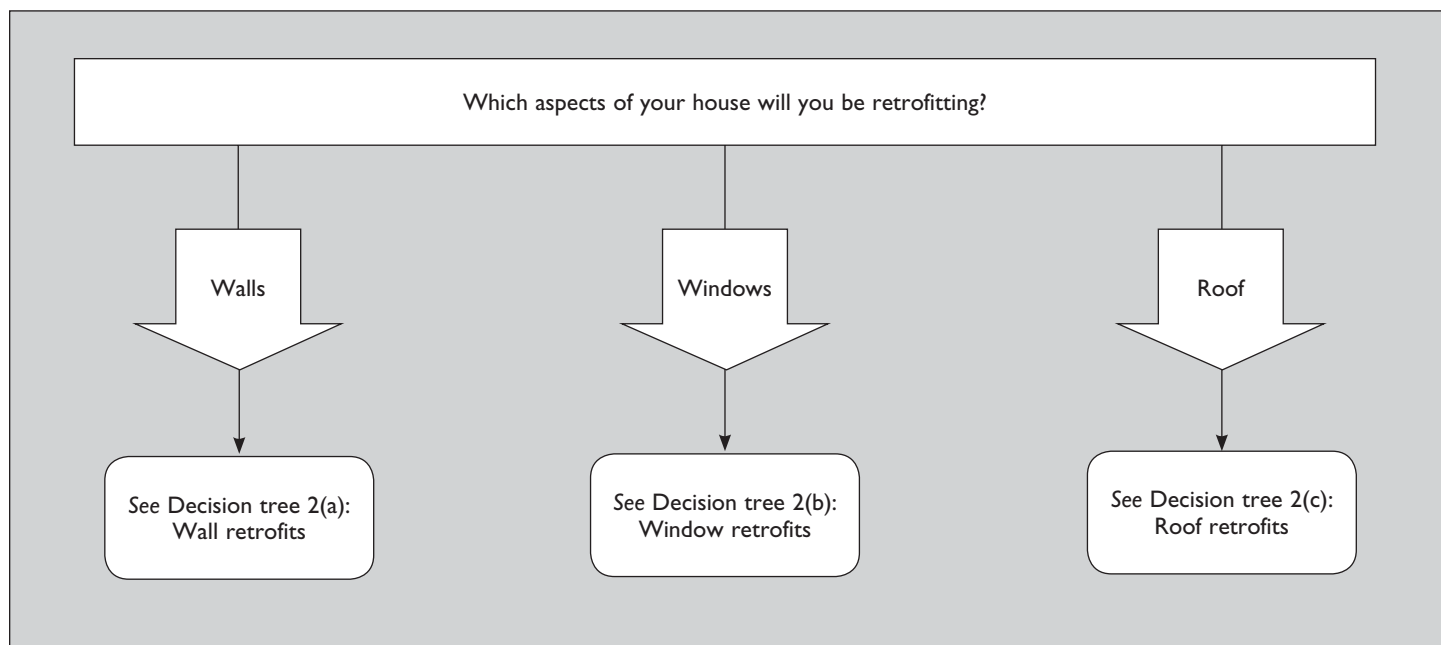 Which aspects of your house will you be retrofitting?
Walls
Windows
Roof
See Decision tree 2(a):
Wall retrofits
See Decision tree 2(b):
Window retrofits
See Decision tree 2(c):
Roof retrofits